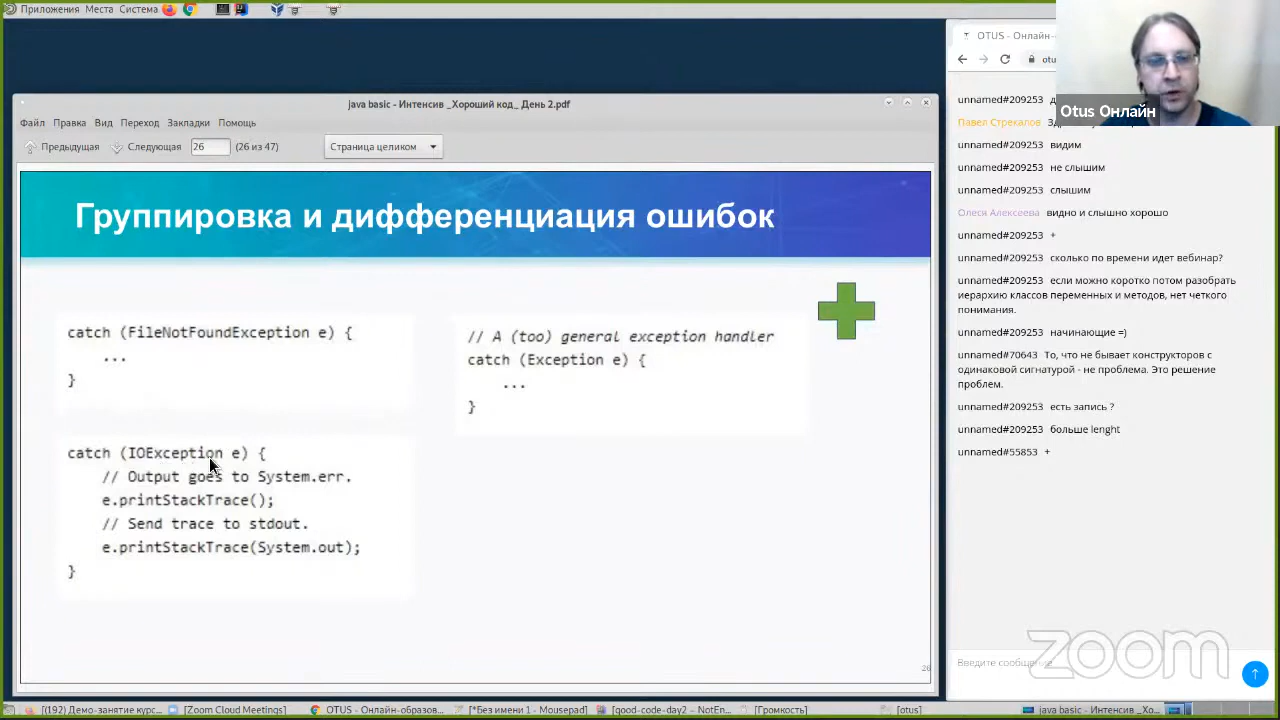 Приложения Места Система
java basic - Интенсив _Хороший код_ День 2.pdf
Файл Правка Вид Переход Закладки Помощь
Предыдущая Следующая 26 (26 из 47) Страница целиком
Группировка и дифференциация ошибок
catch (FileNotFoundException e) {
...
}
catch (IOException e) {
// Output goes to System.err.
e.printStackTrace();
// Send trace to stdout.
e.printStackTrace(System.out);
}
// A (too) general exception handler
catch (Exception e) {
...
}
26
OTUS - Онлайн-
otu
Otus Онлайн
unnamed#209253
Павел Стрекалов
unnamed#209253 видим
unnamed#209253 не слышим
unnamed#209253 слышим
Олеся Алексеева видно и слышно хорошо
unnamed#209253 +
unnamed#209253 сколько по времени идет вебинар?
unnamed#209253 если можно коротко потом разобрать
иерархию классов переменных и методов, нет четкого
понимания.
unnamed#209253 начинающие =)
unnamed#70643 То, что не бывает конструкторов с
одинаковой сигнатурой - не проблема. Это решение
проблем.
unnamed#209253 есть запись ?
unnamed#209253 больше lenght
unnamed#55853 +
Введите сообщение
zoom
[(192) Демо-занятие курс... [Zoom Cloud Meetings] OTUS - Онлайн-образов... [*Без имени 1 - Mousepad] [good-code-day2 – NotEn... [Громкость] [otus] java basic - Интенсив _Хо...